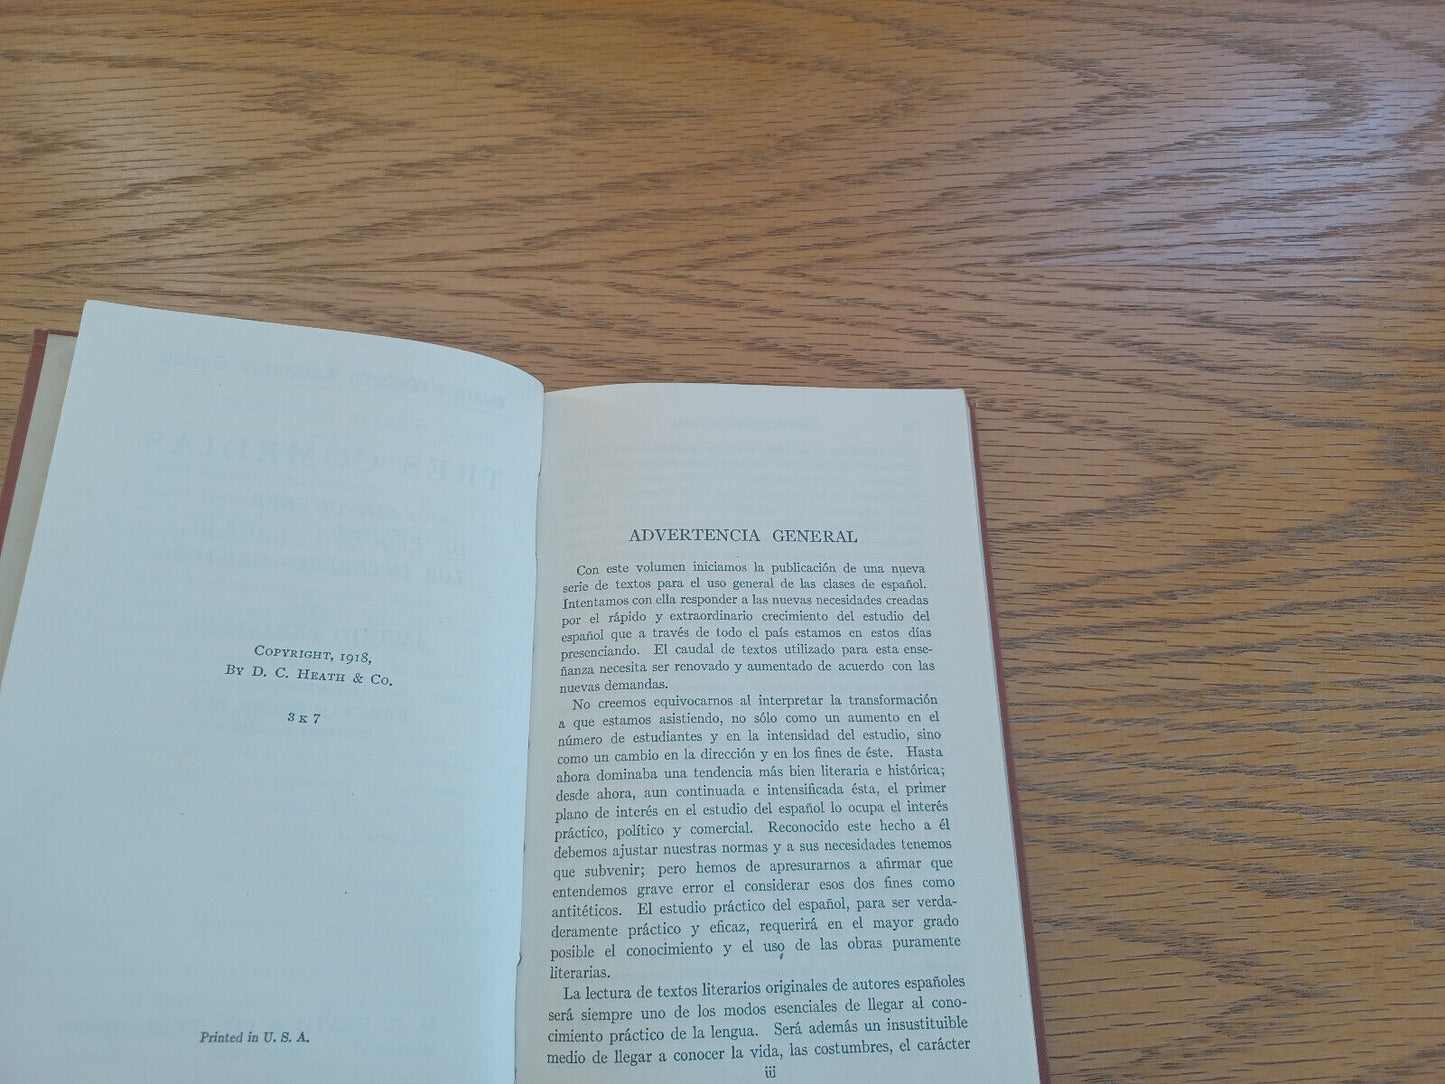 COPYRIGHT, 1918,
BY D. C. HEATH & CO.
3 K 7
Printed in U. S. A.
ADVERTENCIA GENERAL
Con este volumen iniciamos la publicación de una nueva
serie de textos para el uso general de las clases de español.
Intentamos con ella responder a las nuevas necesidades creadas
por el rápido y extraordinario crecimiento del estudio del
español que a través de todo el país estamos en estos días
presenciando. El caudal de textos utilizado para esta ense-
ñanza necesita ser renovado y aumentado de acuerdo con las
nuevas demandas.
No creemos equivocarnos al interpretar la transformación
a que estamos asistiendo, no sólo como un aumento en el
número de estudiantes y en la intensidad del estudio, sino
como un cambio en la dirección y en los fines de éste. Hasta
ahora dominaba una tendencia más bien literaria e histórica;
desde ahora, aun continuada e intensificada ésta, el primer
plano de interés en el estudio del español lo ocupa el interés
práctico, político y comercial. Reconocido este hecho a él
debemos ajustar nuestras normas y a sus necesidades tenemos
que subvenir; pero hemos de apresurarnos a afirmar que
entendemos grave error el considerar esos dos fines como
antitéticos. El estudio práctico del español, para ser verda-
deramente práctico y eficaz, requerirá en el mayor grado
posible el conocimiento y el uso de las obras puramente
literarias.
La lectura de textos literarios originales de autores españoles
será siempre uno de los modos esenciales de llegar al cono-
cimiento práctico de la lengua. Será además un insustituible
medio de llegar a conocer la vida, las costumbres, el carácter
iii
TRES COMEDIAS